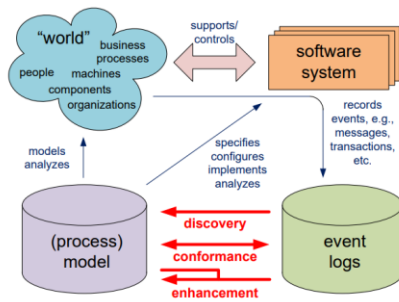 supports/
controls
“world”
business
processes
people
machines
components
organizations
software
system
models
analyzes
specifies
configures
implements
analyzes
records
events, e.g.,
messages,
transactions,
etc.
discovery
(process)
model
conformance
event
logs
enhancement